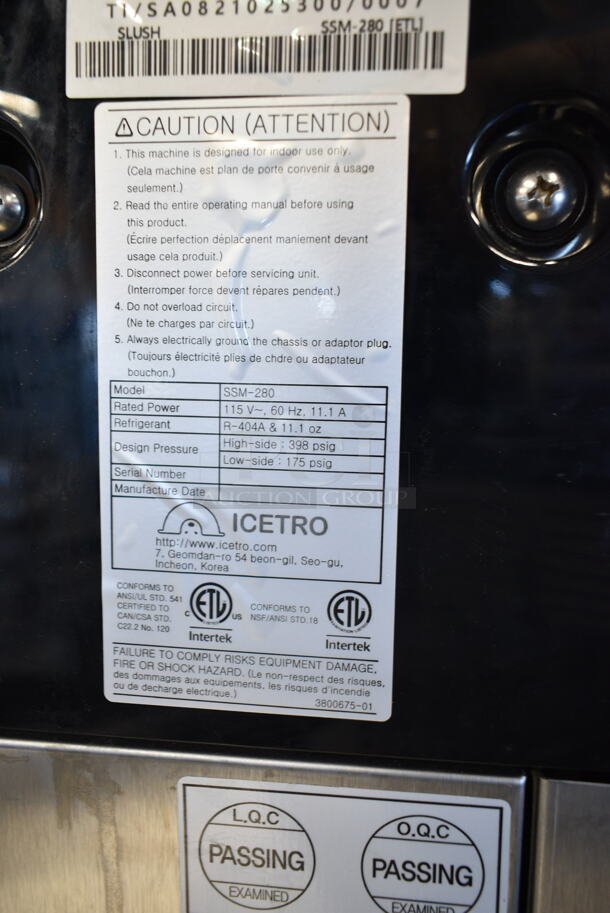 SLUSH SSM-280 [ETL]
⚠CAUTION (ATTENTION)
1. This machine is designed for indoor use only.
(Cela machine est plan de porte convenir à usage
seulement.)
2. Read the entire operating manual before using
this product.
(Écrire perfection déplacenent maniement devant
usage cela produit.)
3. Disconnect power before servicing unit.
(Interromper force devent répares pendent.)
4. Do not overload circuit.
(Ne te charges par circuit.)
5. Always electrically ground the chassis or adaptor plug.
(Toujours électricité plies de chdre ou adaptateur
bouchon.)
Model SSM-280
Rated Power 115 V~, 60 Hz, 11.1 A
Refrigerant R-404A & 11.1 oz
Design Pressure High-side : 398 psig
Low-side : 175 psig
Serial Number
Manufacture Date
AUCTION GROUP
ICETRO
http://www.icetro.com
7, Geomdan-ro 54 beon-gil, Seo-gu,
Incheon, Korea
CONFORMS TO
ANSI/UL STD. 541
CERTIFIED TO
CAN/CSA STD.
C22.2 No. 120
C ETL US
Intertek
CONFORMS TO
NSF/ANSI STD.18
ETL
Intertek
FAILURE TO COMPLY RISKS EQUIPMENT DAMAGE,
FIRE OR SHOCK HAZARD. (Le non-respect des risques,
des dommages aux equipements, les risques d'incendie
ou de decharge electrique.)
3800675-01
L.Q.C
PASSING
EXAMINED
O.Q.C
PASSING
EXAMINED